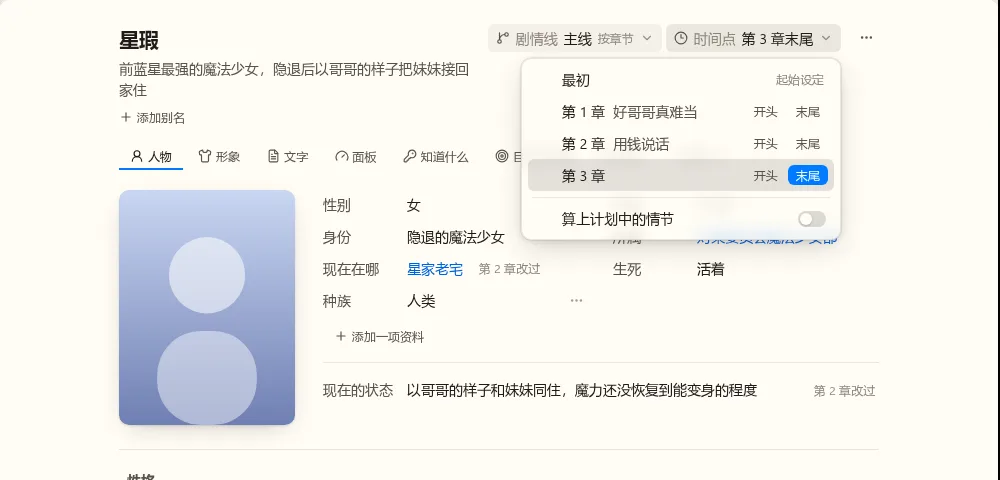 星瑕
剧情线 主线 按章节
时间点 第 3 章末尾
前蓝星最强的魔法少女，隐退后以哥哥的样子把妹妹接回
家住
添加别名
最初 起始设定
第 1 章 好哥哥真难当 开头 末尾
第 2 章 用钱说话 开头 末尾
第 3 章 开头 末尾
算上计划中的情节
人物 形象 文字 面板 知道什么
性别 女
身份 隐退的魔法少女
现在在哪 星家老宅 第 2 章改过 生死 活着
种族 人类
添加一项资料
现在的状态 以哥哥的样子和妹妹同住，魔力还没恢复到能变身的程度 第 2 章改过
性格